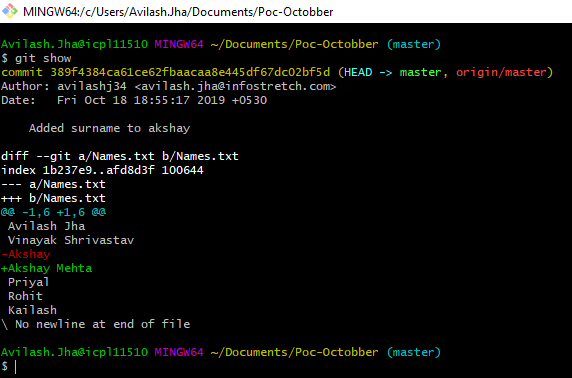 MINGW64:/c/Users/AvilashJha/Documents/Poc-Octobber
Avilash.Jha@icpl11510 MINGW64 ~/Documents/Poc-Octobber (master)
$ git show
commit 389f4384ca61ce62fbaacaa8e445df67dc02bf5d (HEAD -> master, origin/master)
Author: avilashj34 <avilash.jha@infostretch.com>
Date:   Fri Oct 18 18:55:17 2019 +0530
    Added surname to akshay
diff --git a/Names.txt b/Names.txt
index 1b237e9..afd8d3f 100644
--- a/Names.txt
+++ b/Names.txt
@@ -1,6 +1,6 @@
 Avilash Jha
 Vinayak Shrivastav
-Akshay
+Akshay Mehta
 Priyal
 Rohit
 Kailash
\ No newline at end of file
Avilash.Jha@icpl11510 MINGW64 ~/Documents/Poc-Octobber (master)
$